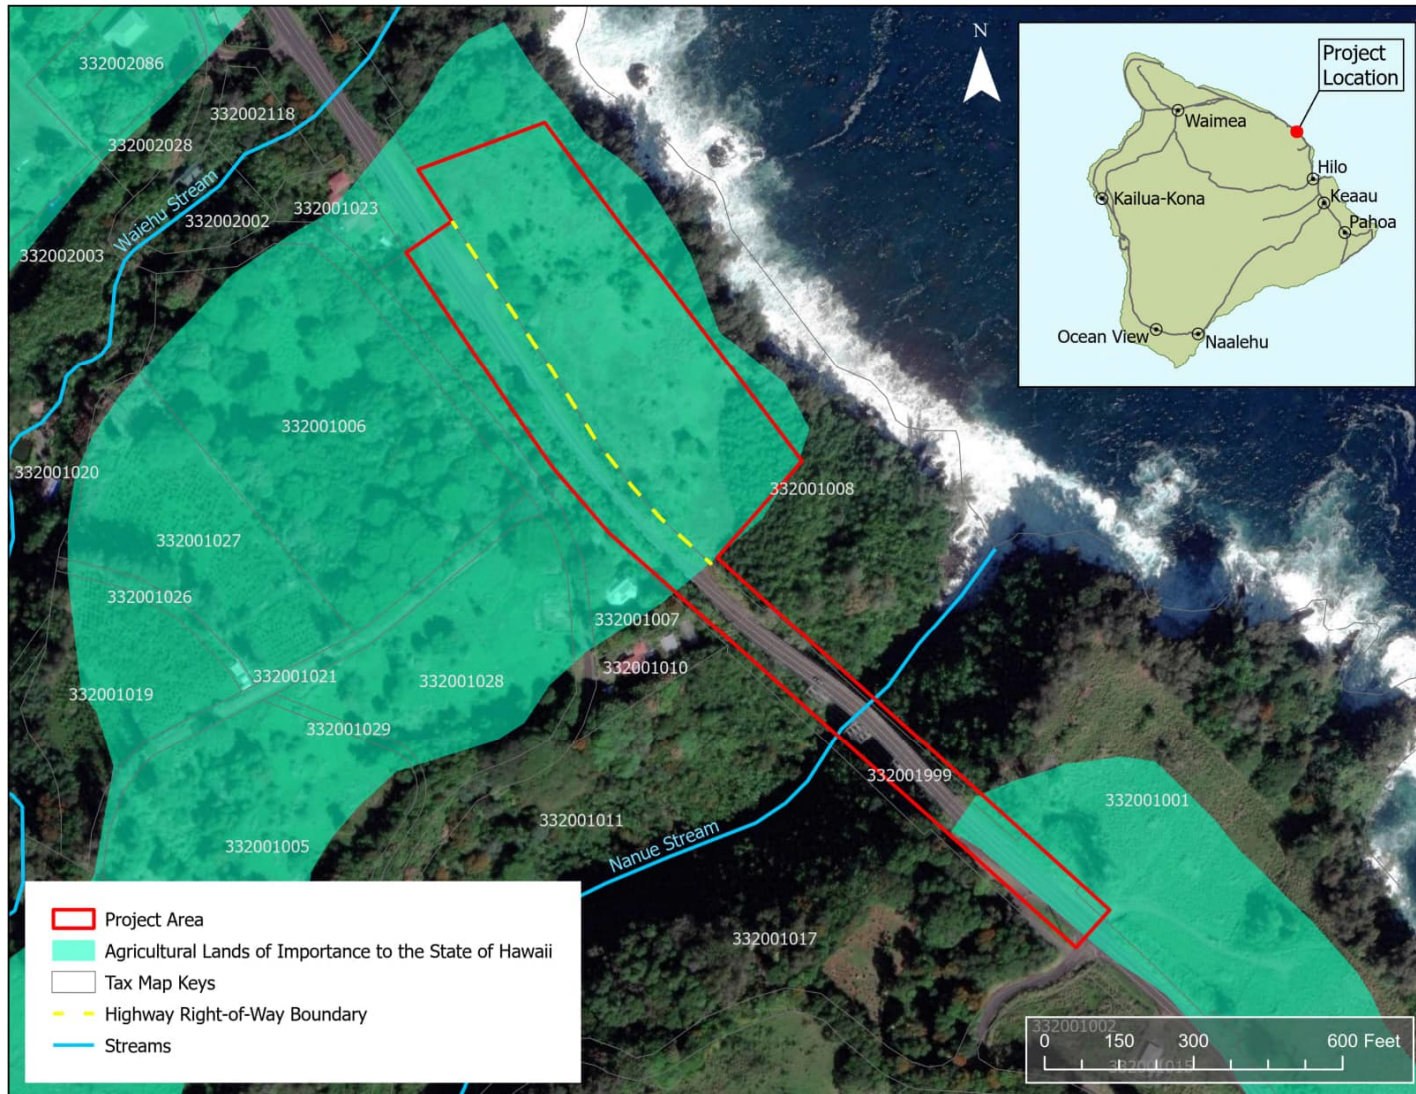 332002086
332002118
332002028
332002002
332002003
Waiehu Stream
332001023
332001006
332001020
332001008
332001027
332001026
332001007
332001010
332001021
332001028
332001019
332001029
332001999
332001001
332001011
332001005
Nanue Stream
332001017
332001002
332001015
N
Project
Location
Waimea
Hilo
Keaau
Kailua-Kona
Pahoa
Ocean View
Naalehu
Project Area
Agricultural Lands of Importance to the State of Hawaii
Tax Map Keys
Highway Right-of-Way Boundary
Streams
0 150 300 600 Feet